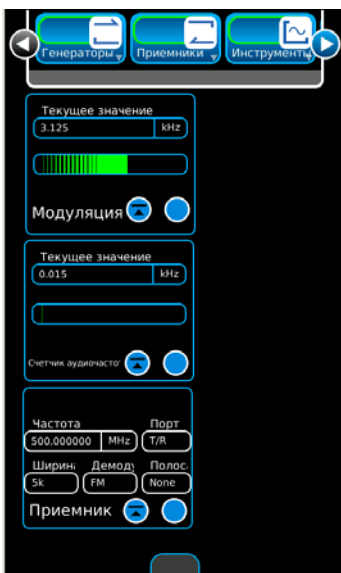 Генераторы Приемники Инструменты
Текущее значение
3.125 kHz
Модуляция
Текущее значение
0.015 kHz
Счетчик аудиочасто
Частота Порт
500.000000 MHz T/R
Ширин Демод Полос
5k FM None
Приемник